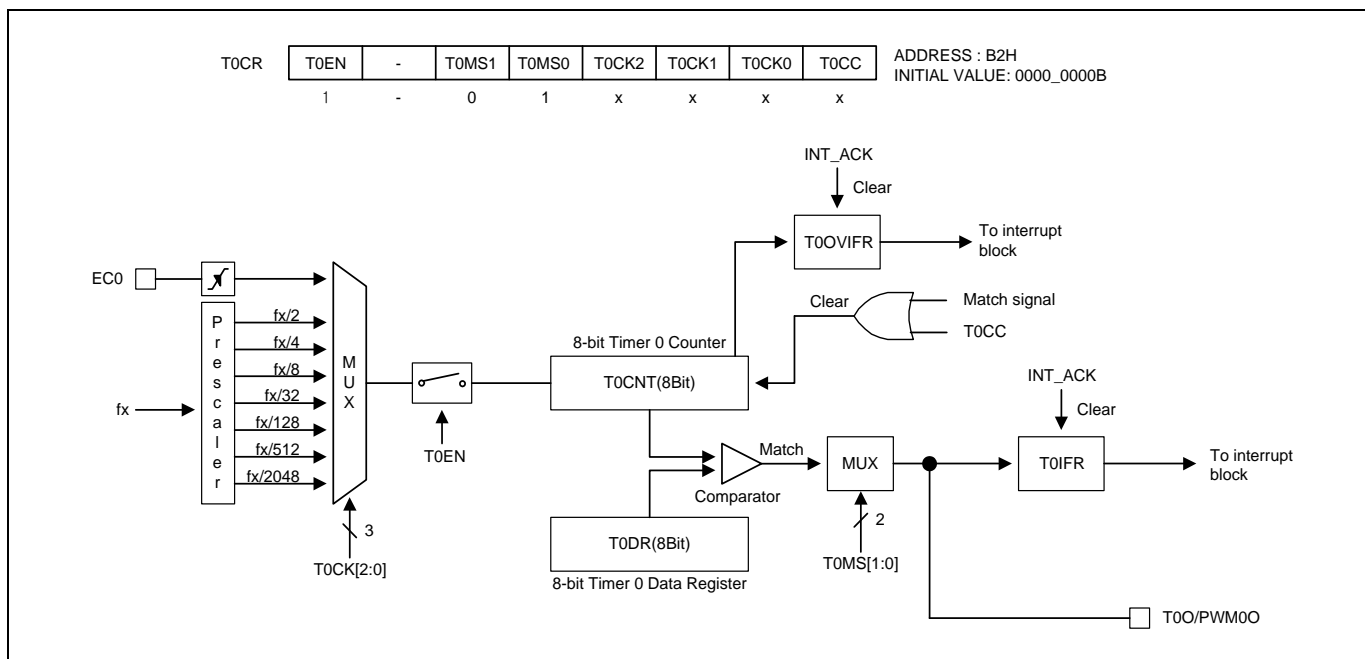 T0CR T0EN - T0MS1 T0MS0 T0CK2 T0CK1 T0CK0 T0CC
ADDRESS : B2H
INITIAL VALUE: 0000_0000B
1 - 0 1 x x x x
INT_ACK
Clear
T0OVIFR
To interrupt
block
EC0
Prescaler
fx
fx/2
fx/4
fx/8
fx/32
fx/128
fx/512
fx/2048
MUX
3
T0CK[2:0]
T0EN
8-bit Timer 0 Counter
T0CNT(8Bit)
Clear
Match signal
T0CC
Comparator
Match
T0DR(8Bit)
8-bit Timer 0 Data Register
MUX
2
T0MS[1:0]
INT_ACK
Clear
T0IFR
To interrupt
block
T0O/PWM0O